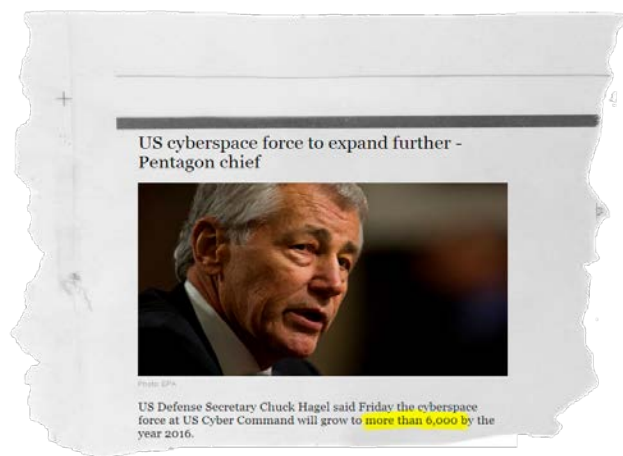 US cyberspace force to expand further -
Pentagon chief
Photo: EPA
US Defense Secretary Chuck Hagel said Friday the cyberspace
force at US Cyber Command will grow to more than 6,000 by the
year 2016.